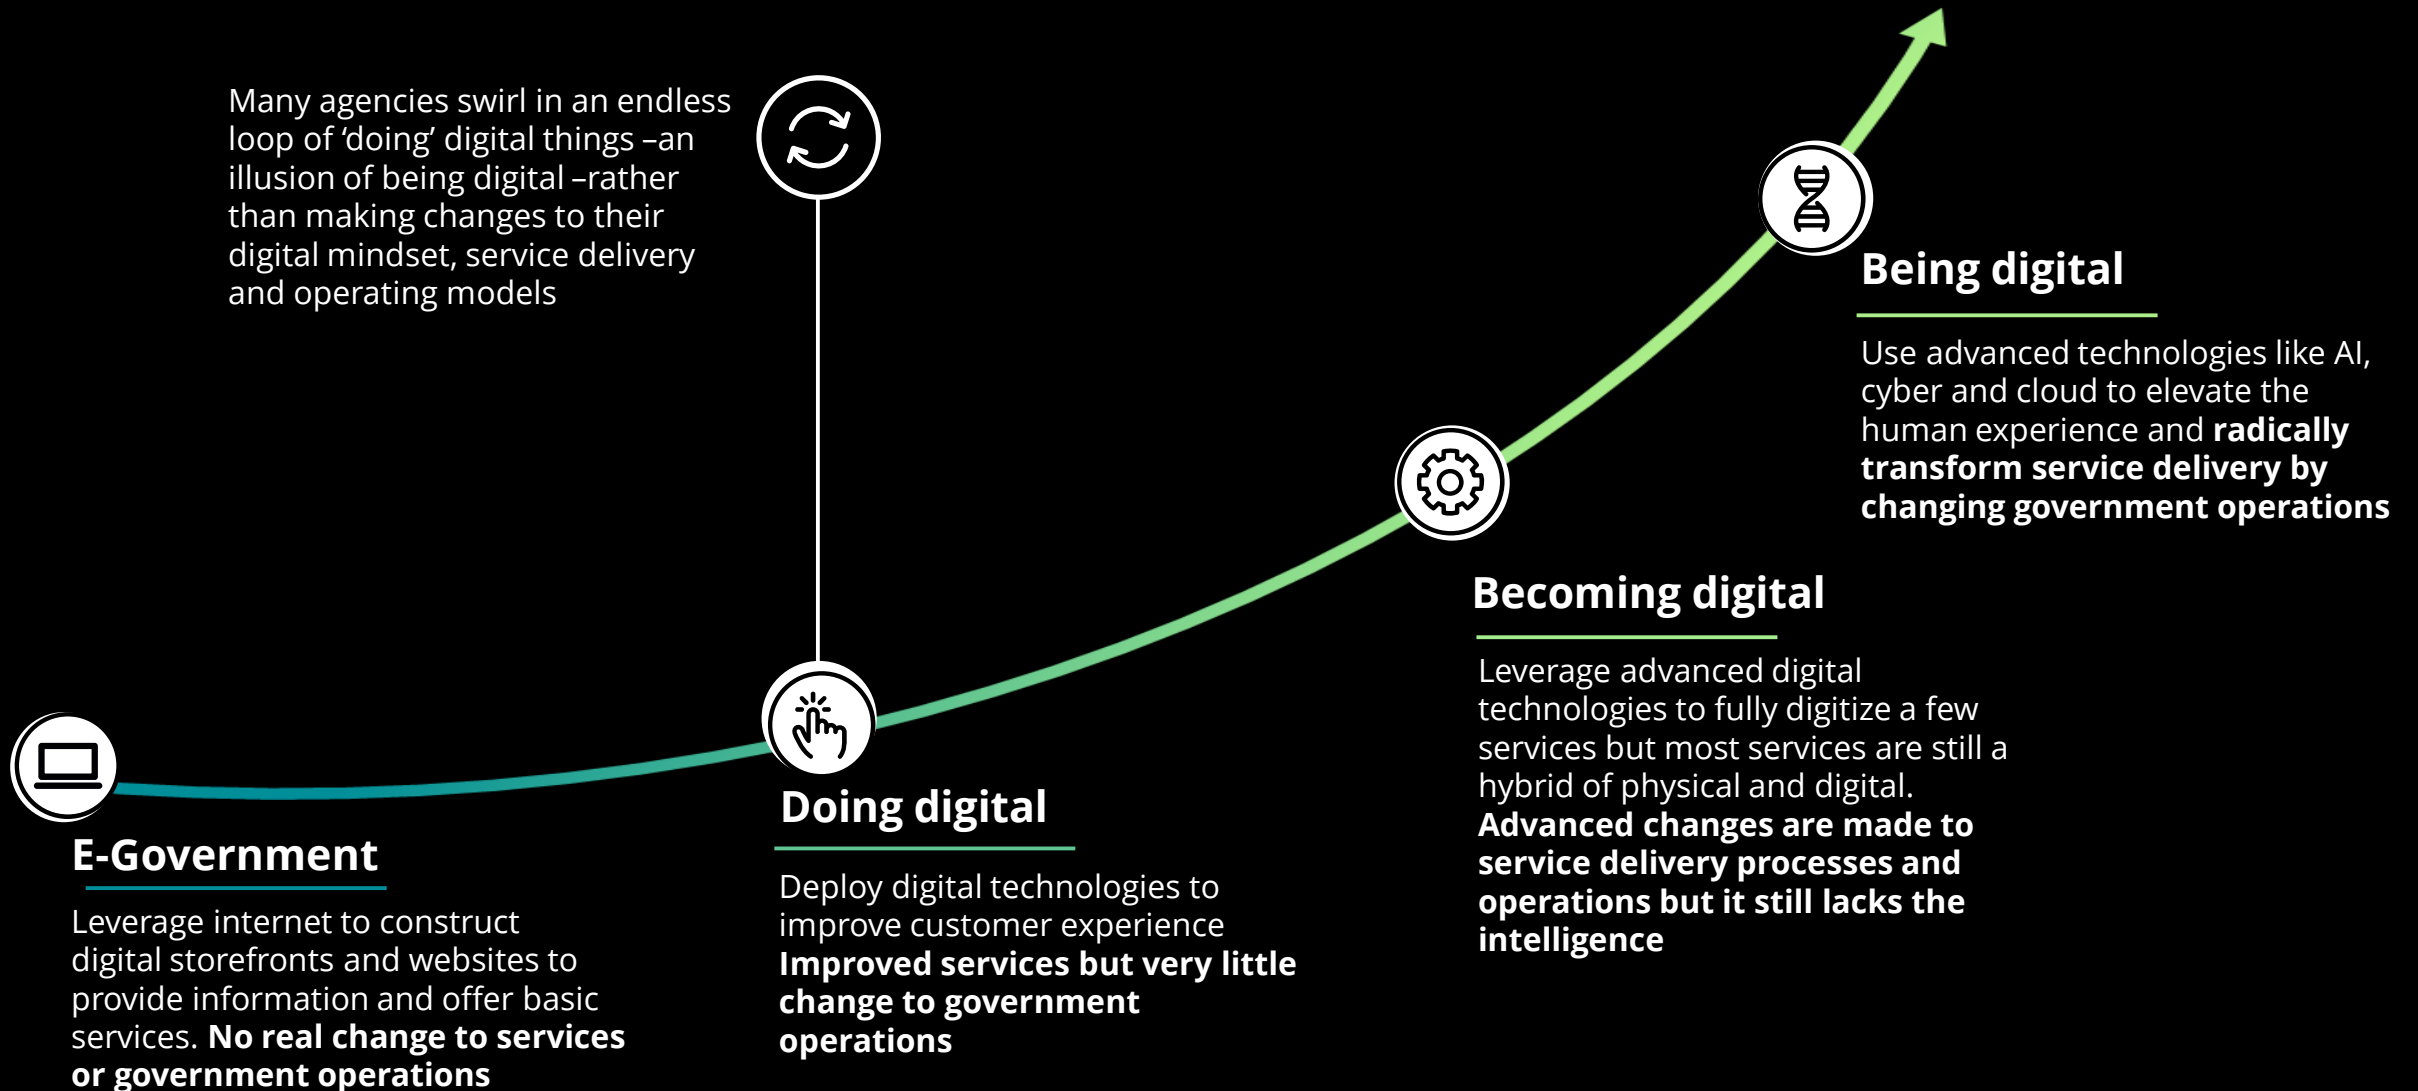 Many agencies swirl in an endless
loop of ‘doing’ digital things –an
illusion of being digital –rather
than making changes to their
digital mindset, service delivery
and operating models
E-Government
Leverage internet to construct
digital storefronts and websites to
provide information and offer basic
services. No real change to services
or government operations
Doing digital
Deploy digital technologies to
improve customer experience
Improved services but very little
change to government
operations
Becoming digital
Leverage advanced digital
technologies to fully digitize a few
services but most services are still a
hybrid of physical and digital.
Advanced changes are made to
service delivery processes and
operations but it still lacks the
intelligence
Being digital
Use advanced technologies like AI,
cyber and cloud to elevate the
human experience and radically
transform service delivery by
changing government operations